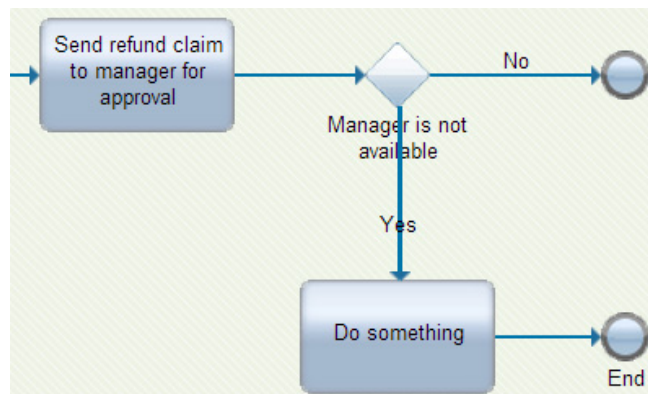 Send refund claim
to manager for
approval
No
Manager is not
available
Yes
Do something
End